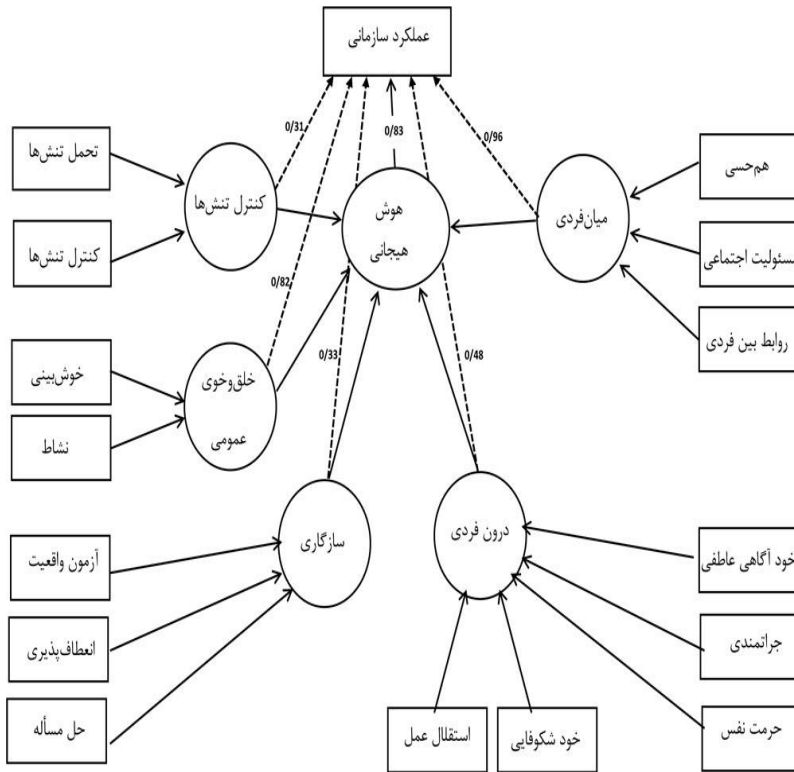 عملکرد سازمانی
0/31
0/83
0/96
تحمل تنش‌ها
کنترل تنش‌ها
کنترل تنش‌ها
هوش
هیجانی
میان‌فردی
هم‌حسی
مسئولیت اجتماعی
روابط بین فردی
0/82
0/33
0/48
خوش‌بینی
نشاط
خلق‌وخوی
عمومی
سازگاری
درون فردی
آزمون واقعیت
انعطاف‌پذیری
حل مسأله
خود آگاهی عاطفی
جراتمندی
حرمت نفس
خود شکوفایی
استقلال عمل